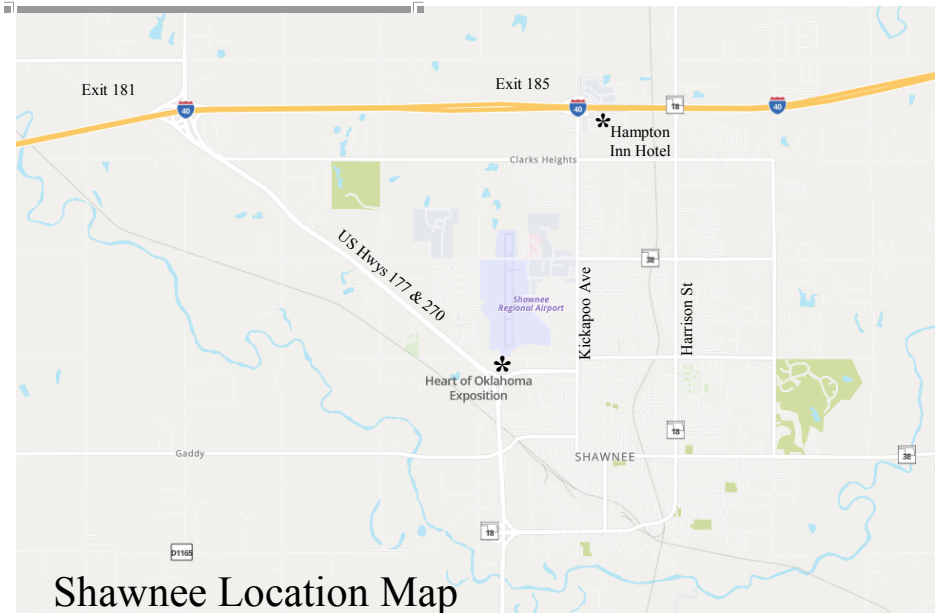 Exit 181
Exit 185
40
40
18
40
Hampton
Inn Hotel
Clarks Heights
US Hwys 177 & 270
3E
Kickapoo Ave
Harrison St
Shawnee
Regional Airport
Heart of Oklahoma
Exposition
18
Gaddy
SHAWNEE
3E
18
D1165
Shawnee Location Map